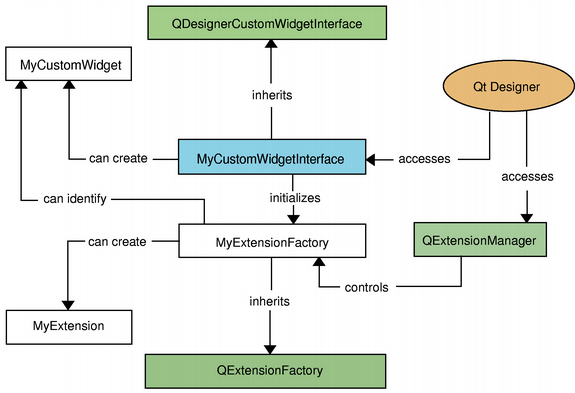 QDesignerCustomWidgetInterface
MyCustomWidget
Qt Designer
inherits
can create
MyCustomWidgetInterface
accesses
accesses
can identify
initializes
can create
MyExtensionFactory
QExtensionManager
controls
inherits
MyExtension
QExtensionFactory